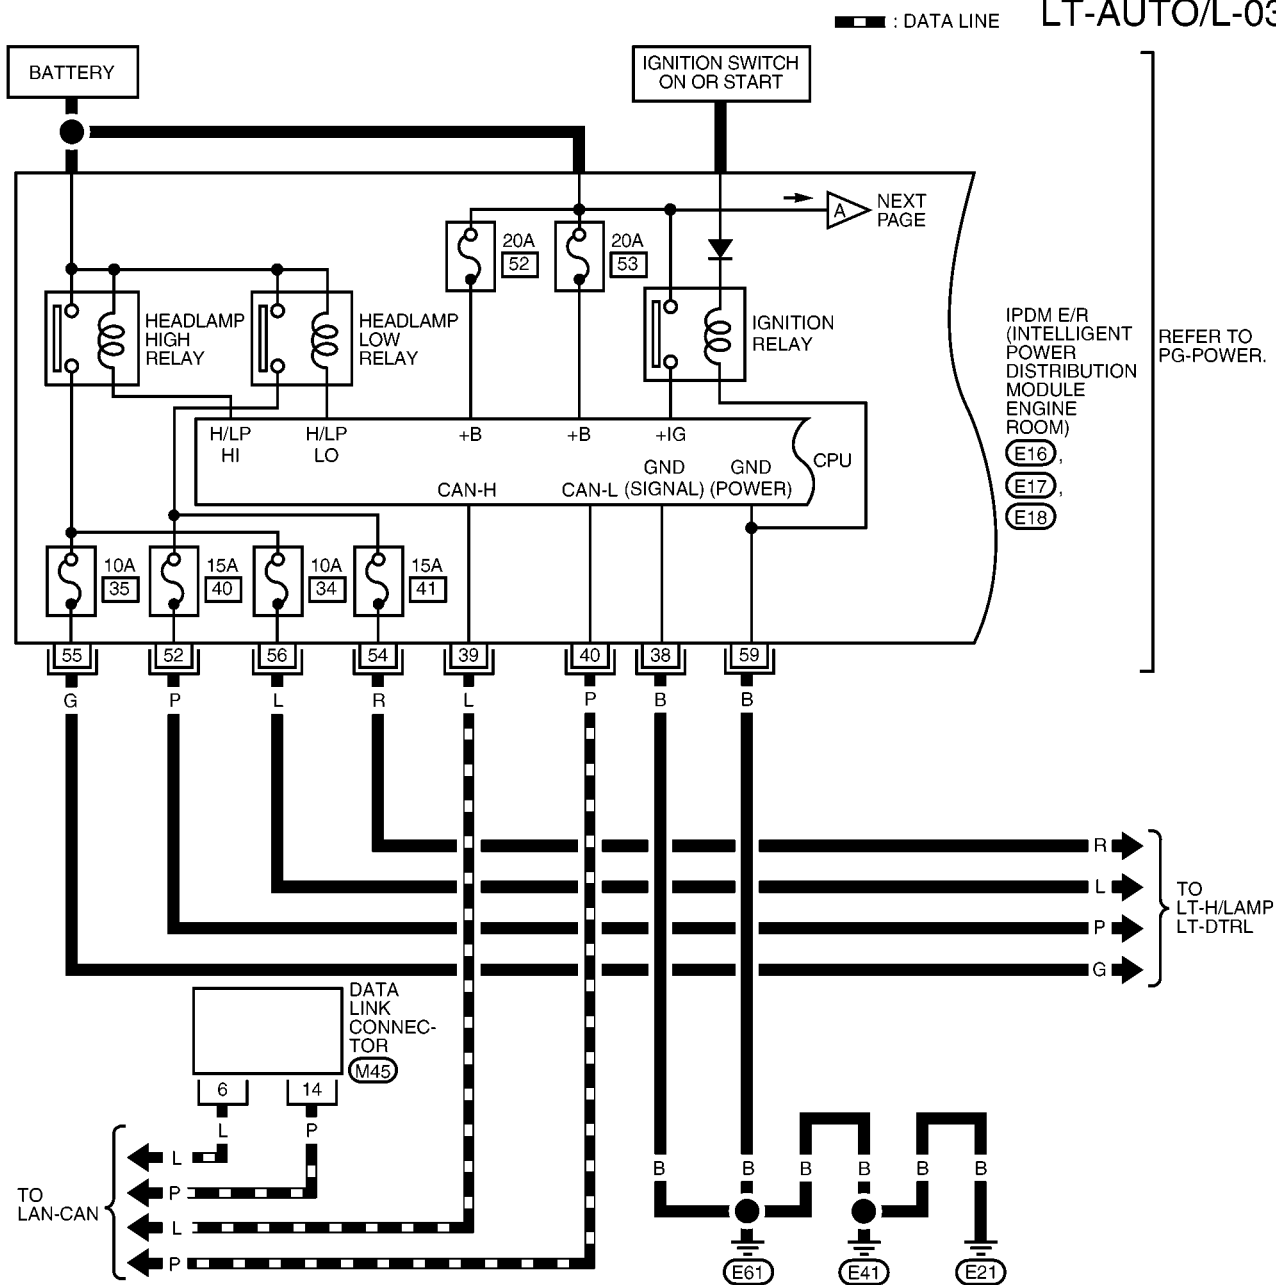 : DATA LINE
LT-AUTO/L-03
BATTERY
IGNITION SWITCH
ON OR START
A
NEXT
PAGE
20A
52
20A
53
HEADLAMP
HIGH
RELAY
HEADLAMP
LOW
RELAY
IGNITION
RELAY
IPDM E/R
(INTELLIGENT
POWER
DISTRIBUTION
MODULE
ENGINE
ROOM)
E16,
E17,
E18
REFER TO
PG-POWER.
H/LP
HI
H/LP
LO
+B
+B
+IG
CPU
CAN-H
CAN-L
GND
(SIGNAL)
GND
(POWER)
10A
35
15A
40
10A
34
15A
41
55
52
56
54
39
40
38
59
G
P
L
R
L
P
B
B
R
L
P
G
TO
LT-H/LAMP
LT-DTRL
DATA
LINK
CONNEC-
TOR
M45
6
14
L
P
L
P
L
P
TO
LAN-CAN
B
B
B
B
B
B
E61
E41
E21